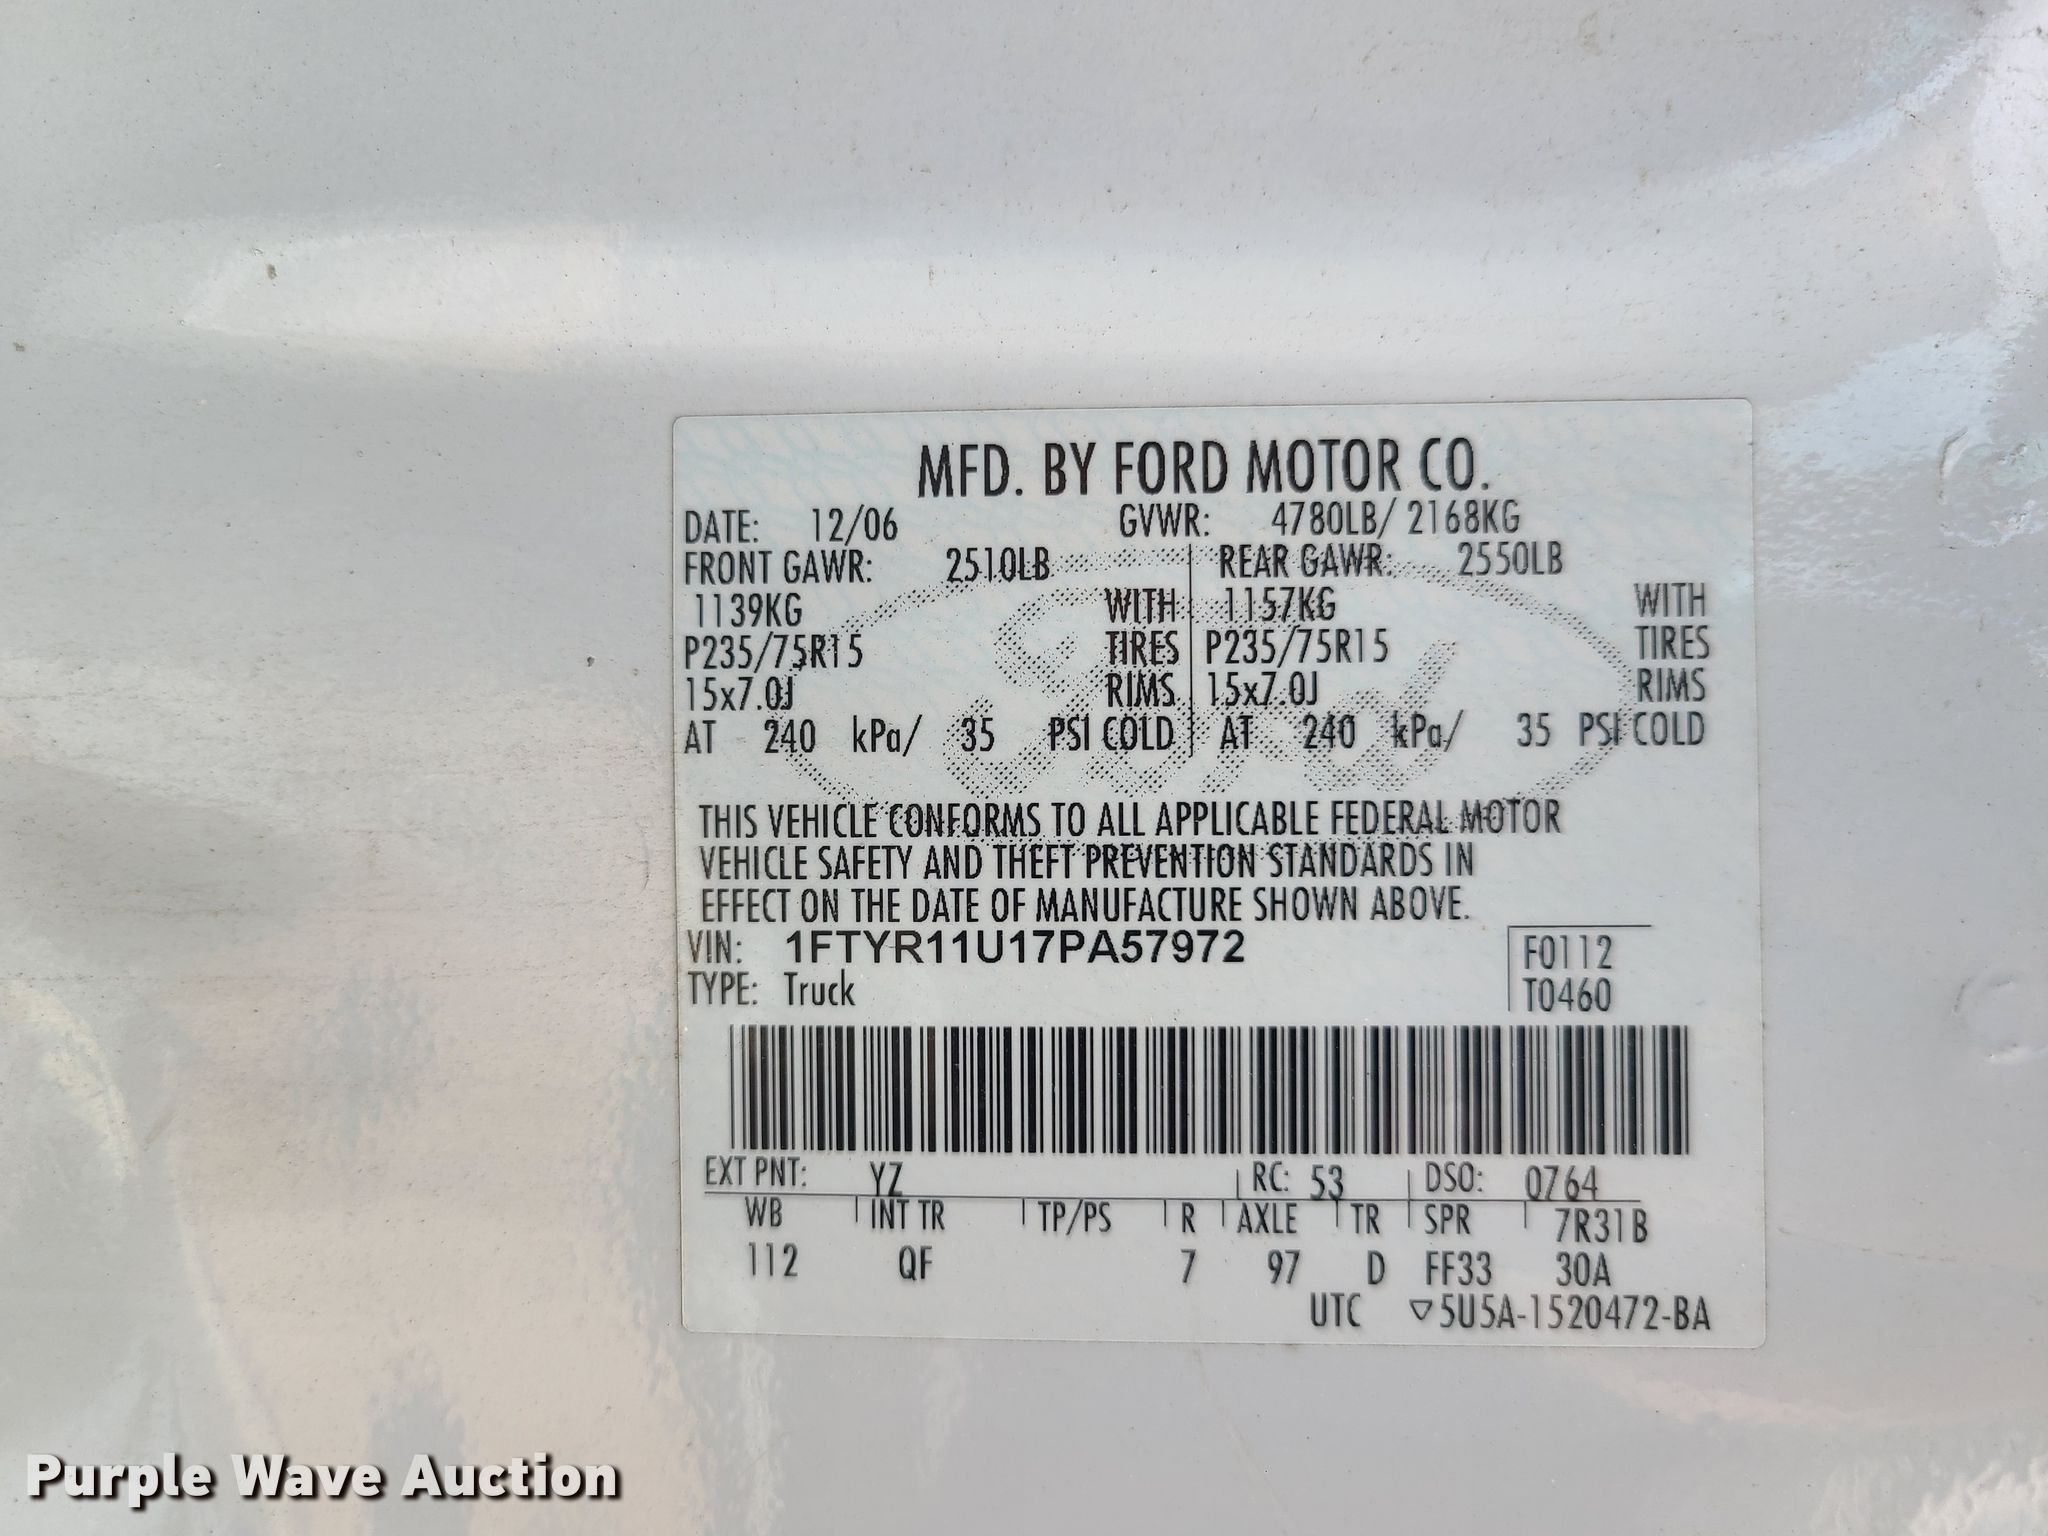 MFD. BY FORD MOTOR CO.
DATE: 12/06 GVWR: 4780LB/ 2168KG
FRONT GAWR: 2510LB REAR GAWR: 2550LB
1139KG WITH 1157KG WITH
P235/75R15 TIRES P235/75R15 TIRES
15x7.0J RIMS 15x7.0J RIMS
AT 240 kPa/ 35 PSI COLD AT 240 kPa/ 35 PSI COLD
Ford
THIS VEHICLE CONFORMS TO ALL APPLICABLE FEDERAL MOTOR
VEHICLE SAFETY AND THEFT PREVENTION STANDARDS IN
EFFECT ON THE DATE OF MANUFACTURE SHOWN ABOVE.
VIN: 1FTYR11U17PA57972 F0112
TYPE: Truck T0460
EXT PNT: YZ RC: 53 DSO: 0764
WB INT TR TP/PS R AXLE TR SPR 7R31B
112 QF 7 97 D FF33 30A
UTC ▽5U5A-1520472-BA
Purple Wave Auction